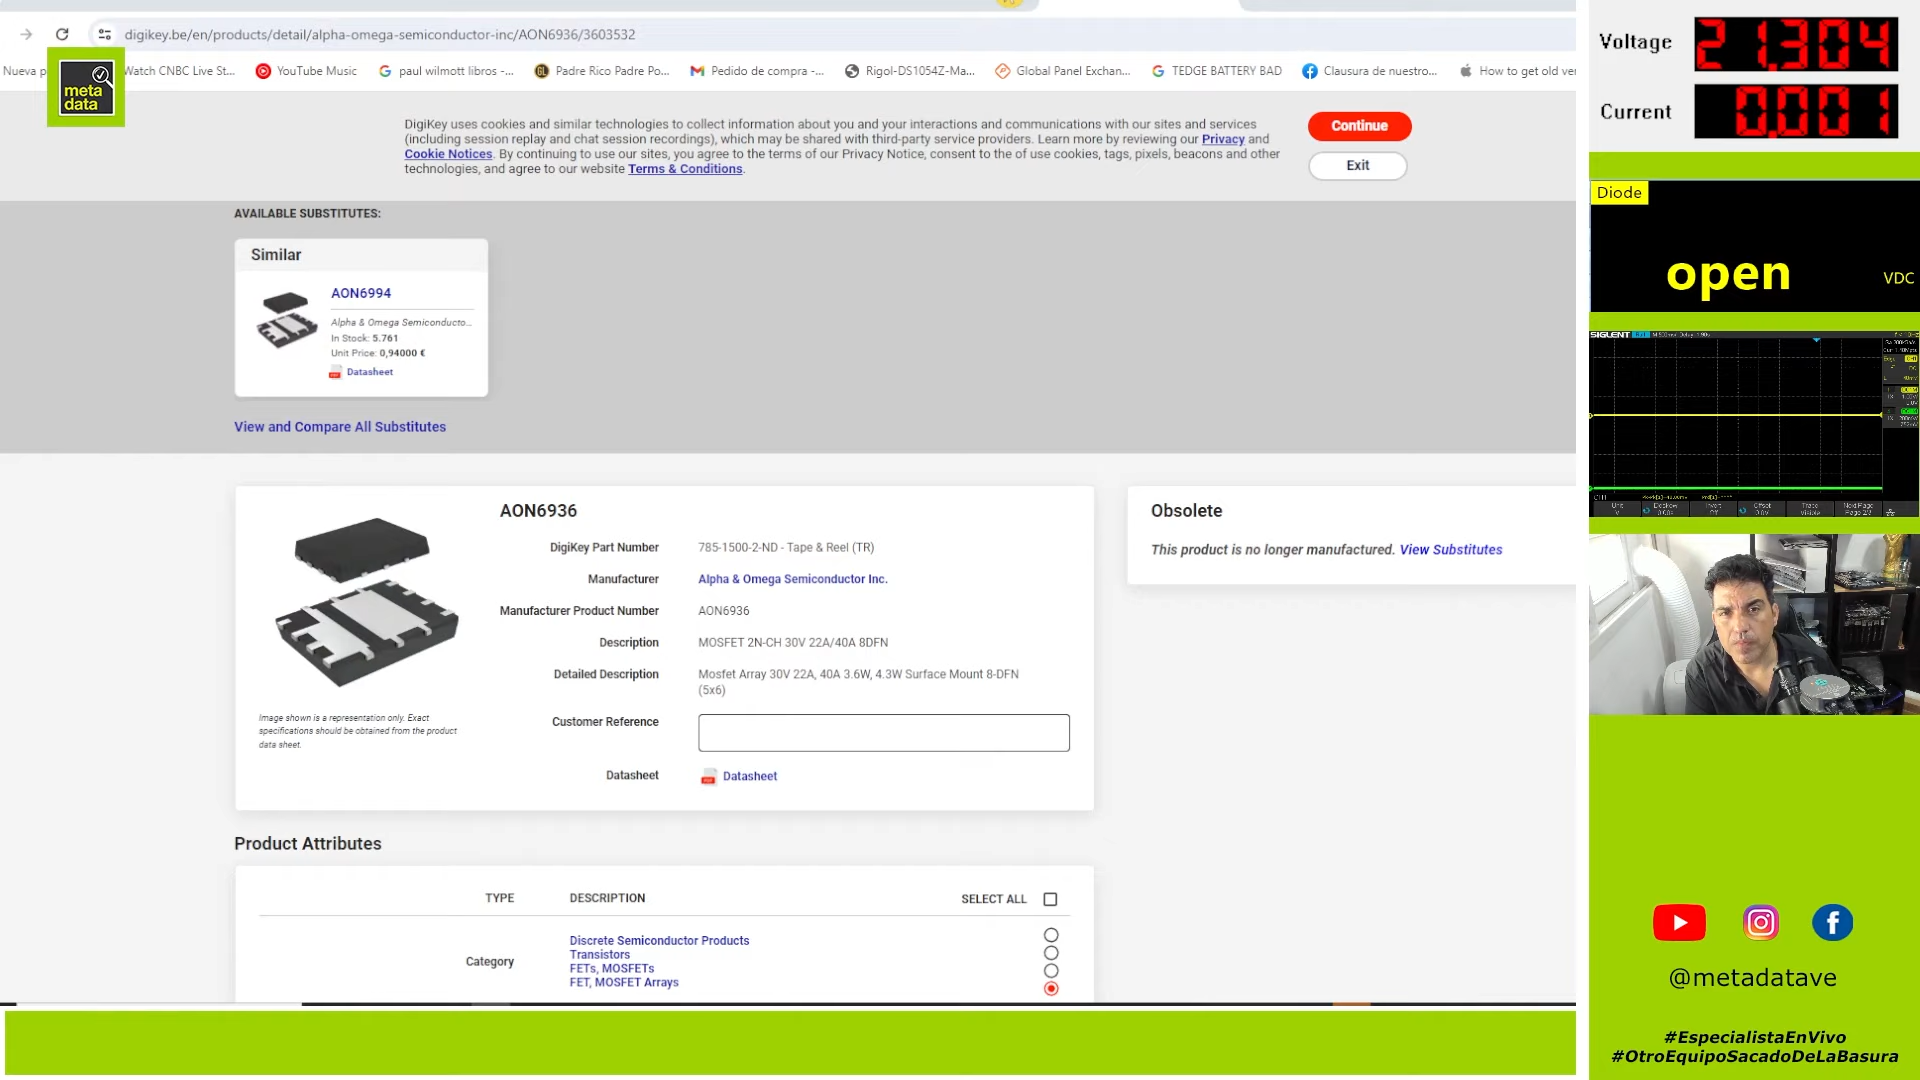 digikey.be/en/products/detail/alpha-omega-semiconductor-inc/AON6936/3603532
Nueva p
Watch CNBC Live St...
YouTube Music
paul wilmott libros -...
Padre Rico Padre Po...
Pedido de compra -...
Rigol-DS1054Z-Ma...
Global Panel Exchan...
TEDGE BATTERY BAD
Clausura de nuestro...
How to get old ver
meta
data
DigiKey uses cookies and similar technologies to collect information about you and your interactions and communications with our sites and services
(including session replay and chat session recordings), which may be shared with third-party service providers. Learn more by reviewing our Privacy and
Cookie Notices. By continuing to use our sites, you agree to the terms of our Privacy Notice, consent to the of use cookies, tags, pixels, beacons and other
technologies, and agree to our website Terms & Conditions.
Continue
Exit
AVAILABLE SUBSTITUTES:
Similar
AON6994
Alpha & Omega Semiconducto...
In Stock: 5.761
Unit Price: 0,94000 €
Datasheet
View and Compare All Substitutes
AON6936
DigiKey Part Number
785-1500-2-ND - Tape & Reel (TR)
Manufacturer
Alpha & Omega Semiconductor Inc.
Manufacturer Product Number
AON6936
Description
MOSFET 2N-CH 30V 22A/40A 8DFN
Detailed Description
Mosfet Array 30V 22A, 40A 3.6W, 4.3W Surface Mount 8-DFN
(5x6)
Customer Reference
Datasheet
Datasheet
Image shown is a representation only. Exact
specifications should be obtained from the product
data sheet.
Obsolete
This product is no longer manufactured. View Substitutes
Product Attributes
TYPE
DESCRIPTION
SELECT ALL
Category
Discrete Semiconductor Products
Transistors
FETs, MOSFETs
FET, MOSFET Arrays
Voltage
21.304
Current
0.001
Diode
open
VDC
SIGLENT
CH1
Unit
V
Deskew
Invert
Off
Offset
Trace
Visible
Next Page
@metadatave
#EspecialistaEnVivo
#OtroEquipoSacadoDeLaBasura